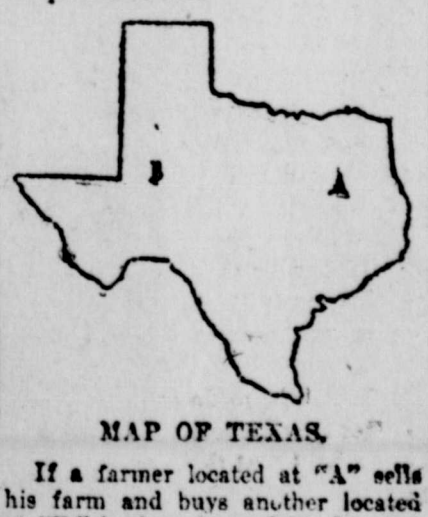 B
A
MAP OF TEXAS.
If a farmer located at "A" sells
his farm and buys another located